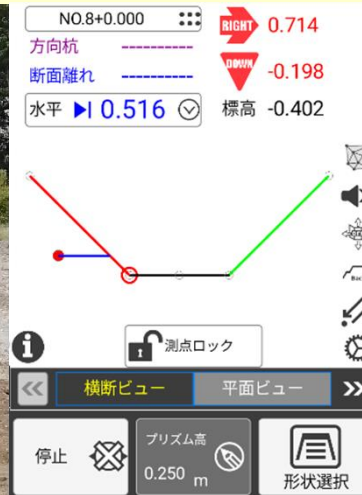 NO.8+0.000
RIGHT 0.714
方向杭 ----------
DOWN -0.198
断面離れ ----------
水平 0.516
標高 -0.402
測点ロック
横断ビュー 平面ビュー
停止
プリズム高
0.250 m
形状選択